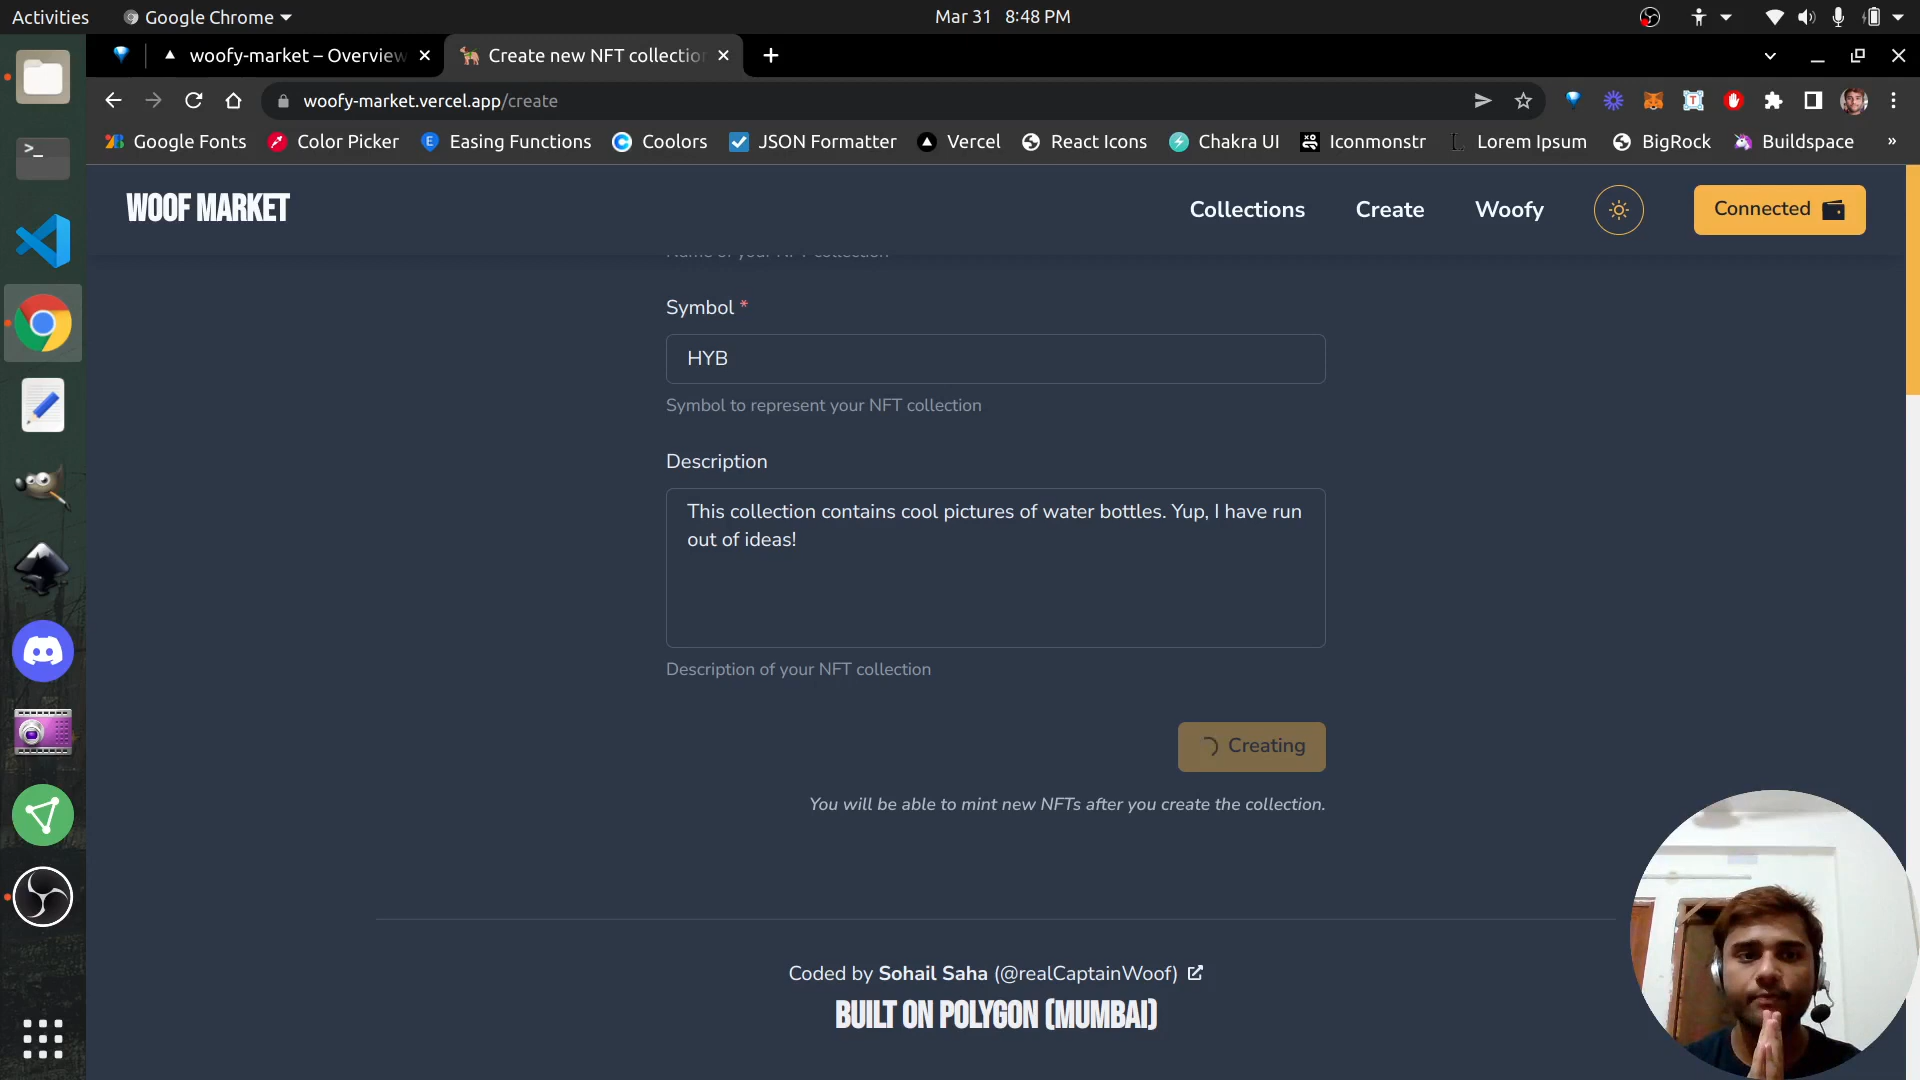 Activities
Google Chrome
Mar 31 8:48 PM
woofy-market – Overview
Create new NFT collectio
woofy-market.vercel.app/create
Google Fonts
Color Picker
Easing Functions
Coolors
JSON Formatter
Vercel
React Icons
Chakra UI
Iconmonstr
Lorem Ipsum
BigRock
Buildspace
»
WOOF MARKET
Collections
Create
Woofy
Connected
Name of your NFT collection
Symbol *
HYB
Symbol to represent your NFT collection
Description
This collection contains cool pictures of water bottles. Yup, I have run
out of ideas!
Description of your NFT collection
Creating
You will be able to mint new NFTs after you create the collection.
Coded by Sohail Saha (@realCaptainWoof)
BUILT ON POLYGON (MUMBAI)